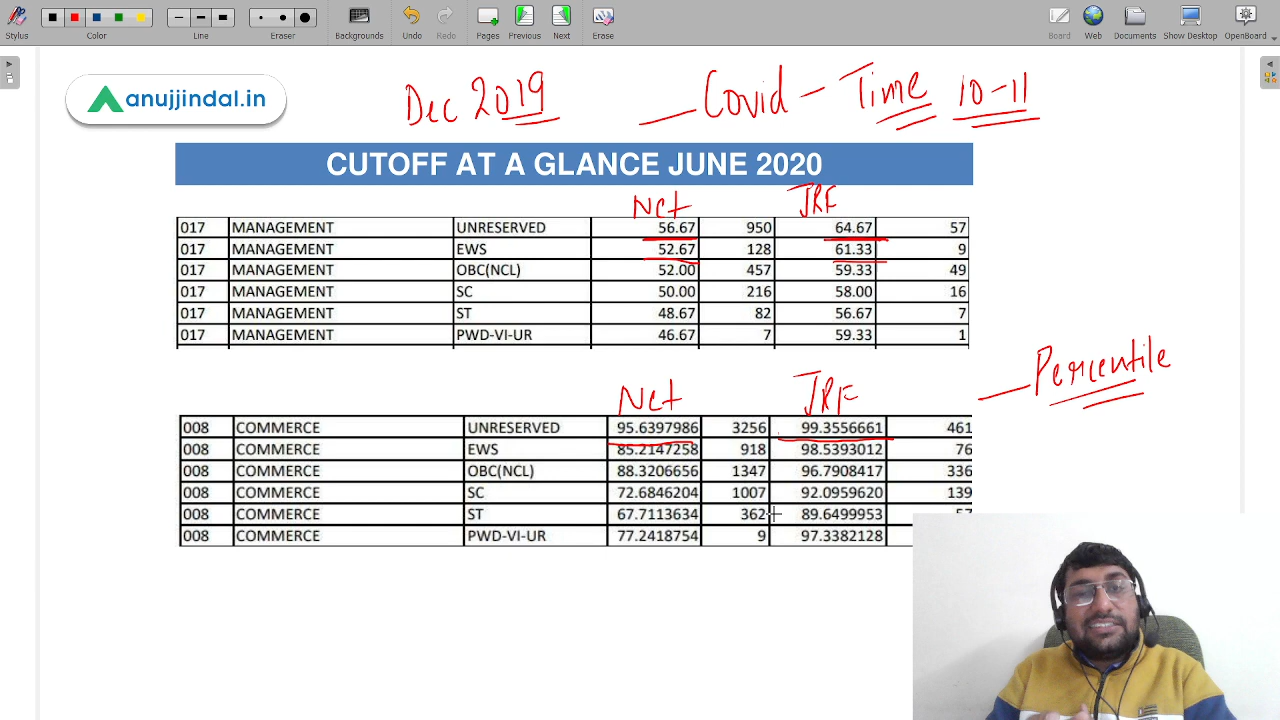 Stylus
Color
Line
Eraser
Backgrounds
Undo
Redo
Pages
Previous
Next
Erase
Board
Web
Documents
Show Desktop
OpenBoard
anujjindal.in
Dec 2019
Covid - Time 10-11
CUTOFF AT A GLANCE JUNE 2020
Net JRF
017 MANAGEMENT UNRESERVED 56.67 950 64.67 57
017 MANAGEMENT EWS 52.67 128 61.33 9
017 MANAGEMENT OBC(NCL) 52.00 457 59.33 49
017 MANAGEMENT SC 50.00 216 58.00 16
017 MANAGEMENT ST 48.67 82 56.67 7
017 MANAGEMENT PWD-VI-UR 46.67 7 59.33 1
Percentile
Net JRF
008 COMMERCE UNRESERVED 95.6397986 3256 99.3556661 461
008 COMMERCE EWS 85.2147258 918 98.5393012 76
008 COMMERCE OBC(NCL) 88.3206656 1347 96.7908417 336
008 COMMERCE SC 72.6846204 1007 92.0959620 139
008 COMMERCE ST 67.7113634 362 89.6499953
008 COMMERCE PWD-VI-UR 77.2418754 9 97.3382128